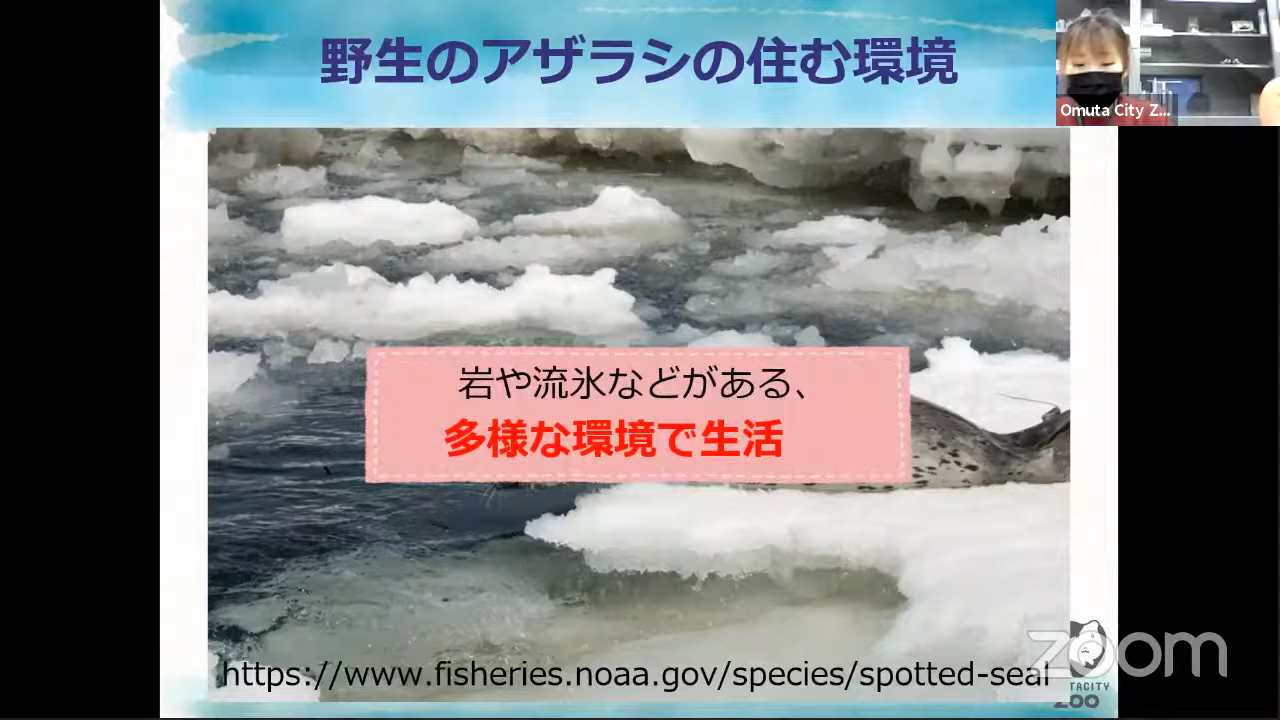 野生のアザラシの住む環境
Omuta City Z...
岩や流氷などがある、
多様な環境で生活
https://www.fisheries.noaa.gov/species/spotted-seal
zoom
TACITY
ZOO